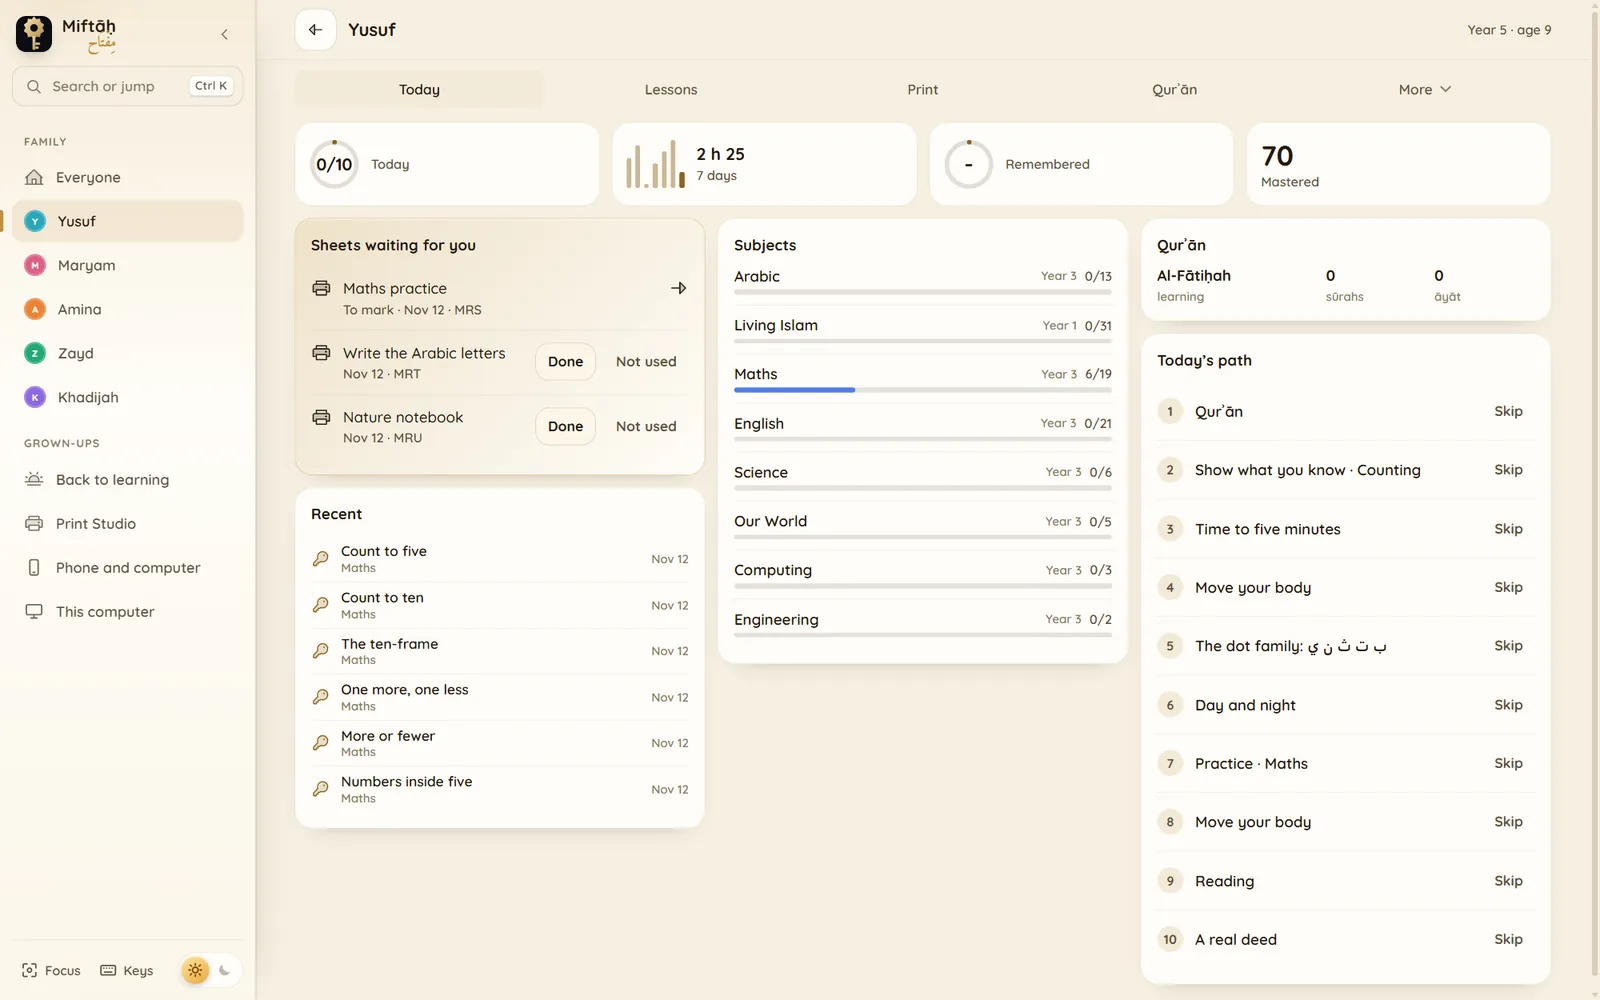 Miftāḥ
مِفتاح
Search or jump
Ctrl K
FAMILY
Everyone
Y
Yusuf
M
Maryam
A
Amina
Z
Zayd
K
Khadijah
GROWN-UPS
Back to learning
Print Studio
Phone and computer
This computer
Focus
Keys
Yusuf
Year 5 · age 9
Today
Lessons
Print
Qurʾān
More
0/10
Today
2 h 25
7 days
-
Remembered
70
Mastered
Sheets waiting for you
Maths practice
To mark · Nov 12 · MRS
Write the Arabic letters
Nov 12 · MRT
Done
Not used
Nature notebook
Nov 12 · MRU
Done
Not used
Recent
Count to five
Maths
Nov 12
Count to ten
Maths
Nov 12
The ten-frame
Maths
Nov 12
One more, one less
Maths
Nov 12
More or fewer
Maths
Nov 12
Numbers inside five
Maths
Nov 12
Subjects
Arabic Year 3 0/13
Living Islam Year 1 0/31
Maths Year 3 6/19
English Year 3 0/21
Science Year 3 0/6
Our World Year 3 0/5
Computing Year 3 0/3
Engineering Year 3 0/2
Qurʾān
Al-Fātiḥah
learning
0
sūrahs
0
āyāt
Today's path
1 Qurʾān Skip
2 Show what you know · Counting Skip
3 Time to five minutes Skip
4 Move your body Skip
5 The dot family: ب ت ث ن ي Skip
6 Day and night Skip
7 Practice · Maths Skip
8 Move your body Skip
9 Reading Skip
10 A real deed Skip